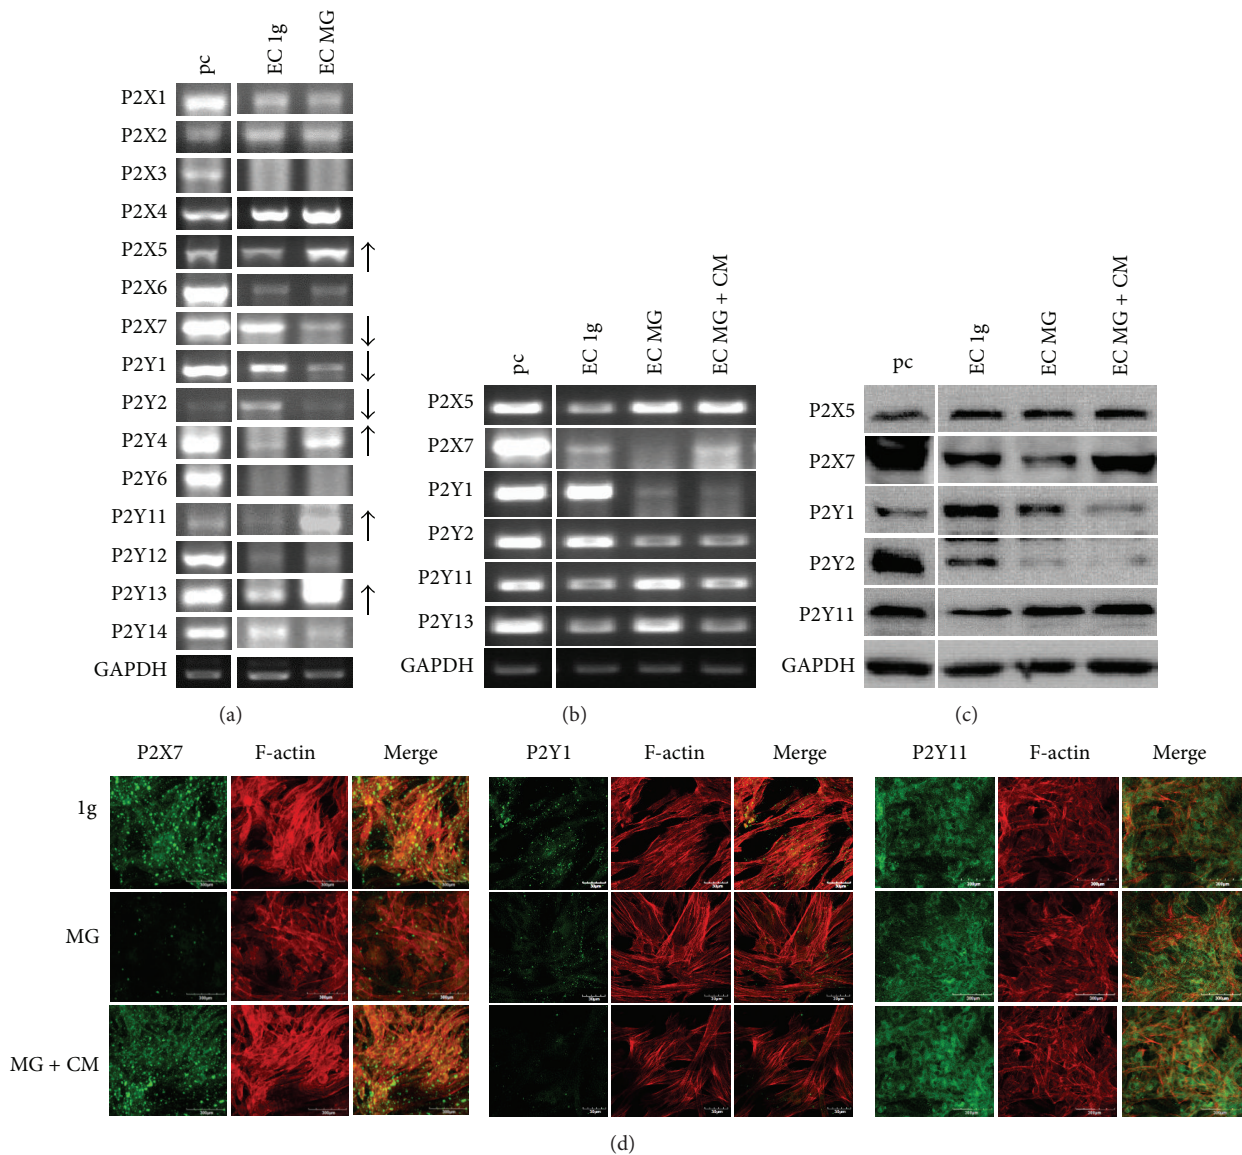 pc
EC 1g
EC MG
P2X1
P2X2
P2X3
P2X4
P2X5
P2X6
P2X7
P2Y1
P2Y2
P2Y4
P2Y6
P2Y11
P2Y12
P2Y13
P2Y14
GAPDH
(a)
pc
EC 1g
EC MG
EC MG + CM
P2X5
P2X7
P2Y1
P2Y2
P2Y11
P2Y13
GAPDH
(b)
pc
EC 1g
EC MG
EC MG + CM
P2X5
P2X7
P2Y1
P2Y2
P2Y11
GAPDH
(c)
P2X7 F-actin Merge P2Y1 F-actin Merge P2Y11 F-actin Merge
1g
MG
MG + CM
(d)